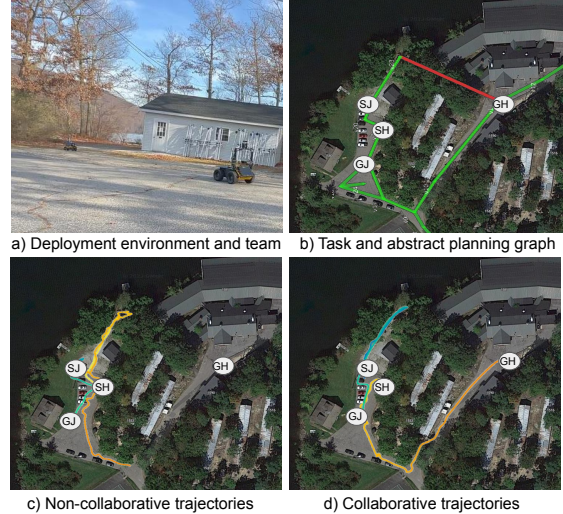 a) Deployment environment and team
SJ
SH
GJ
GH
b) Task and abstract planning graph
SJ
SH
GJ
GH
c) Non-collaborative trajectories
SJ
SH
GJ
GH
d) Collaborative trajectories